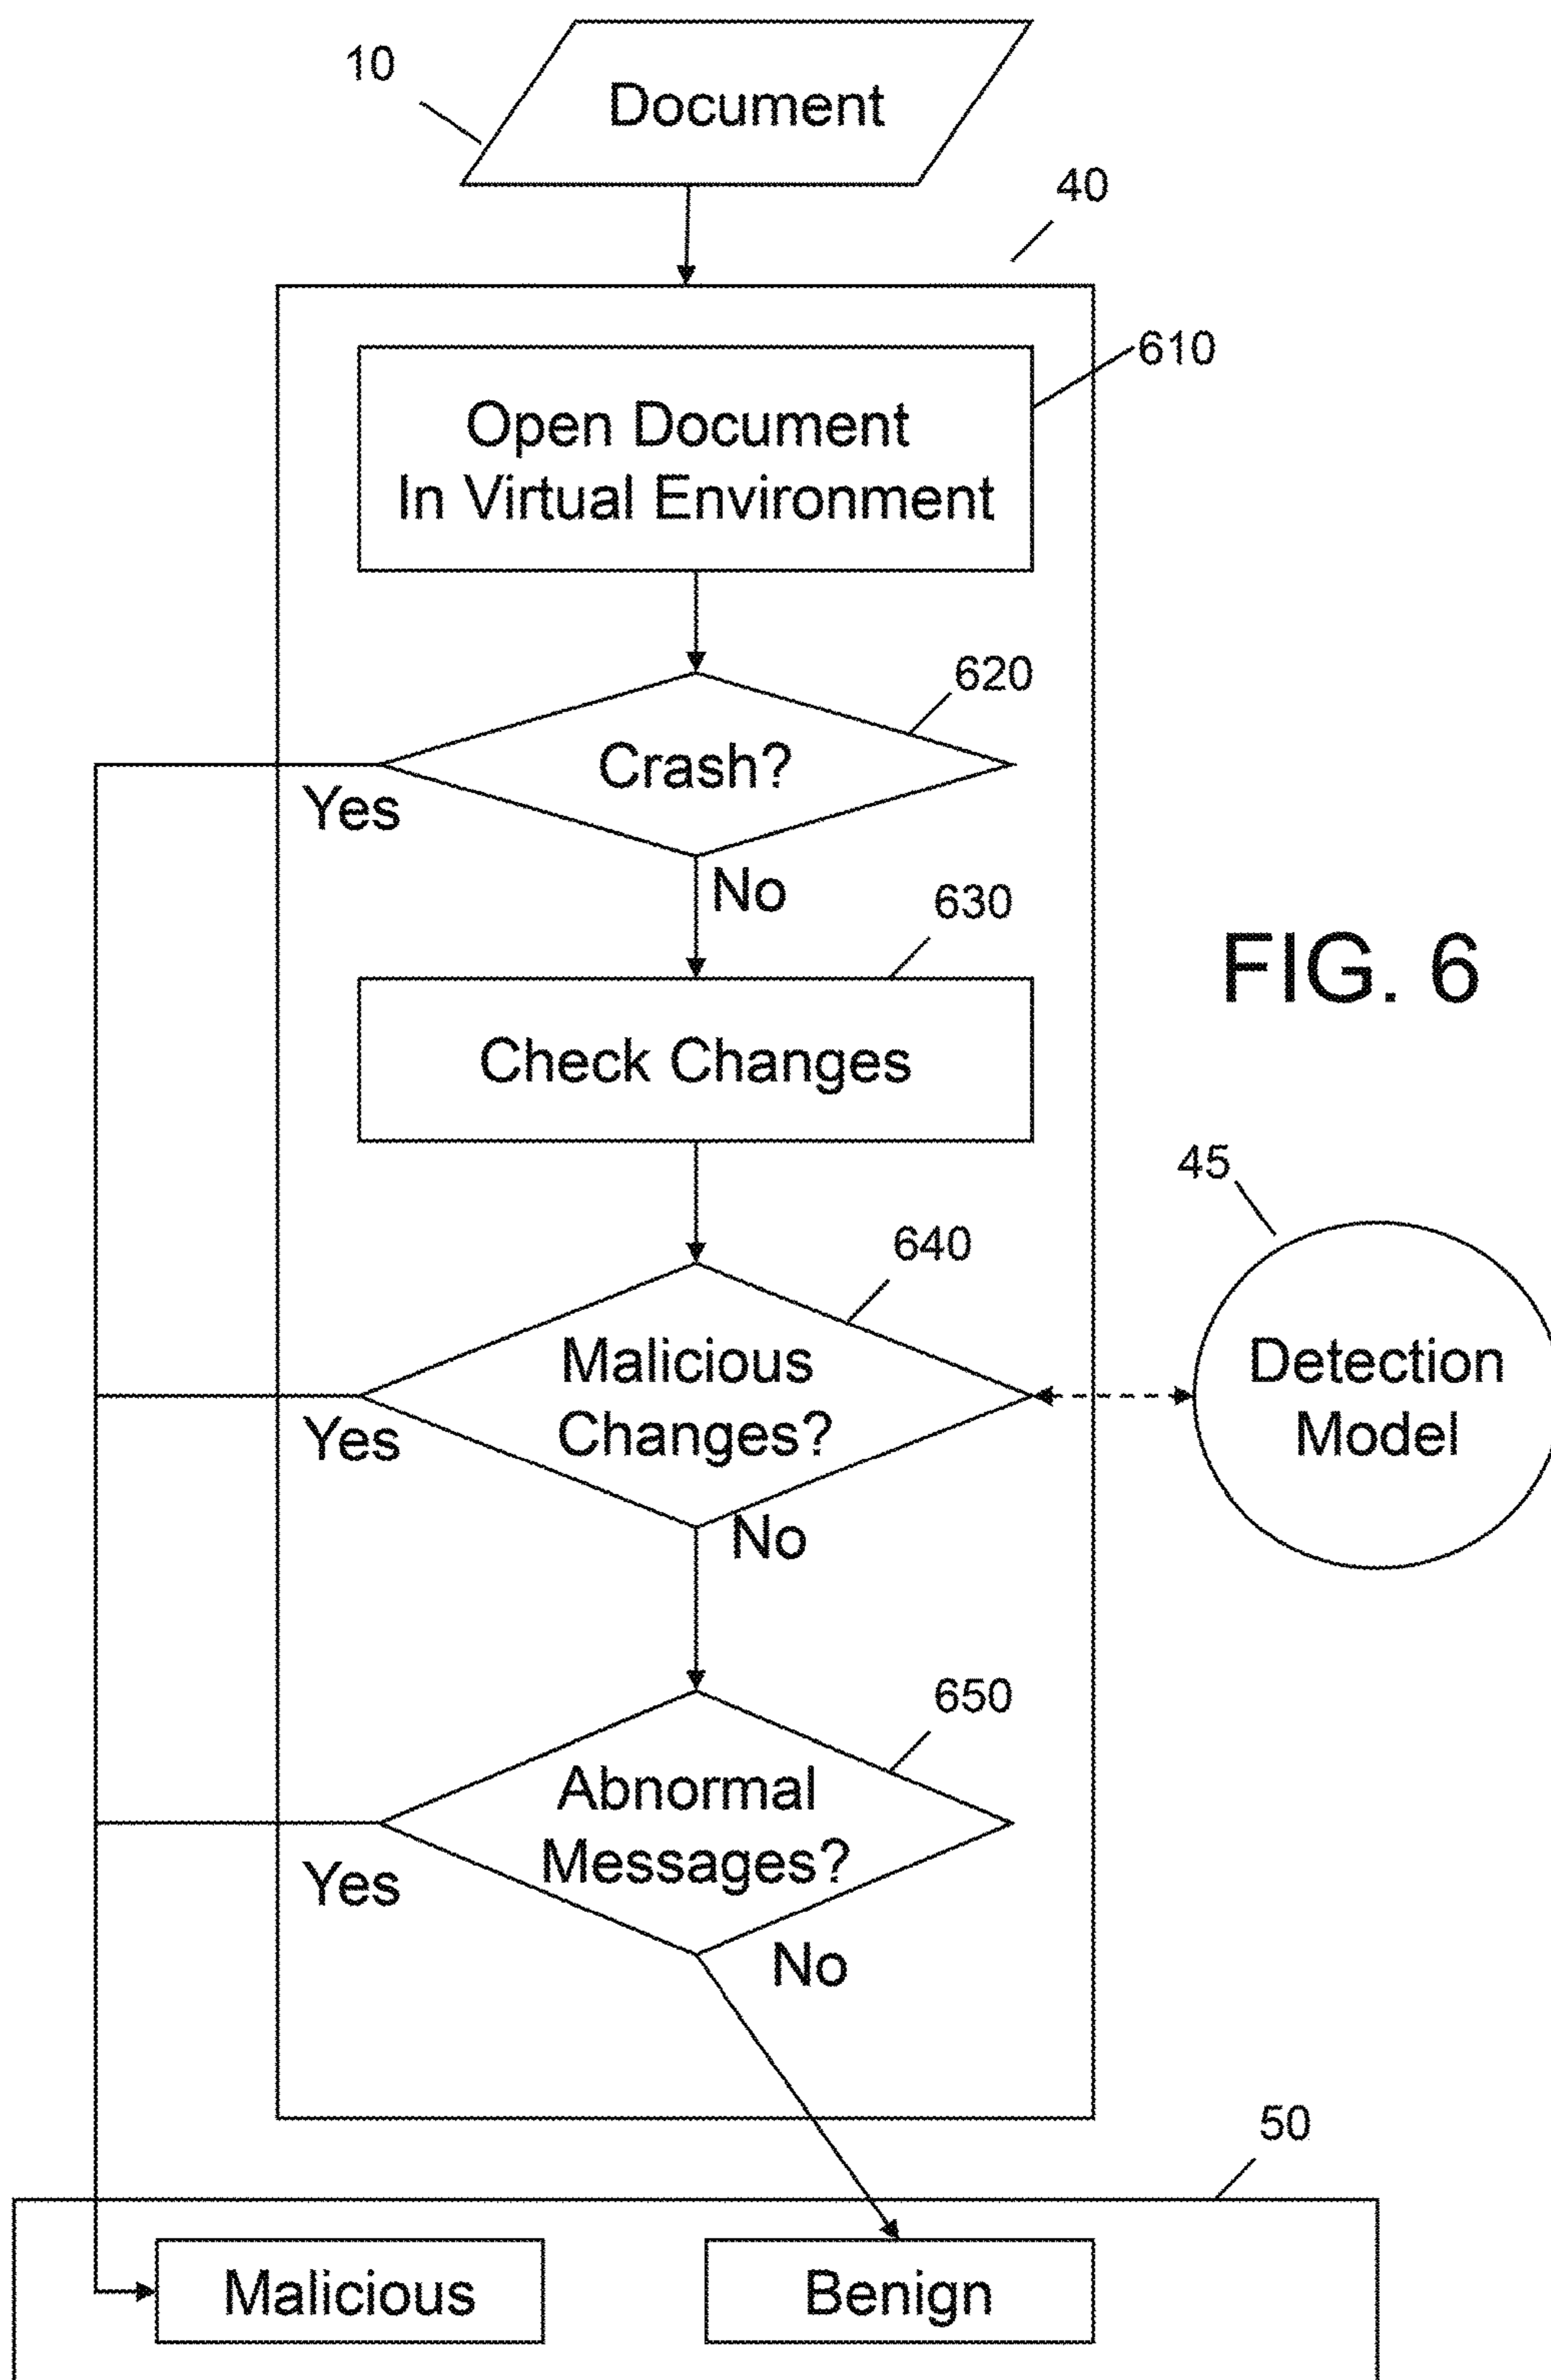 10
Document
40
610
Open Document
In Virtual Environment
620
Crash?
Yes
No
630
FIG. 6
Check Changes
45
640
Malicious
Changes?
Detection
Model
Yes
No
650
Abnormal
Messages?
Yes
No
50
Malicious
Benign